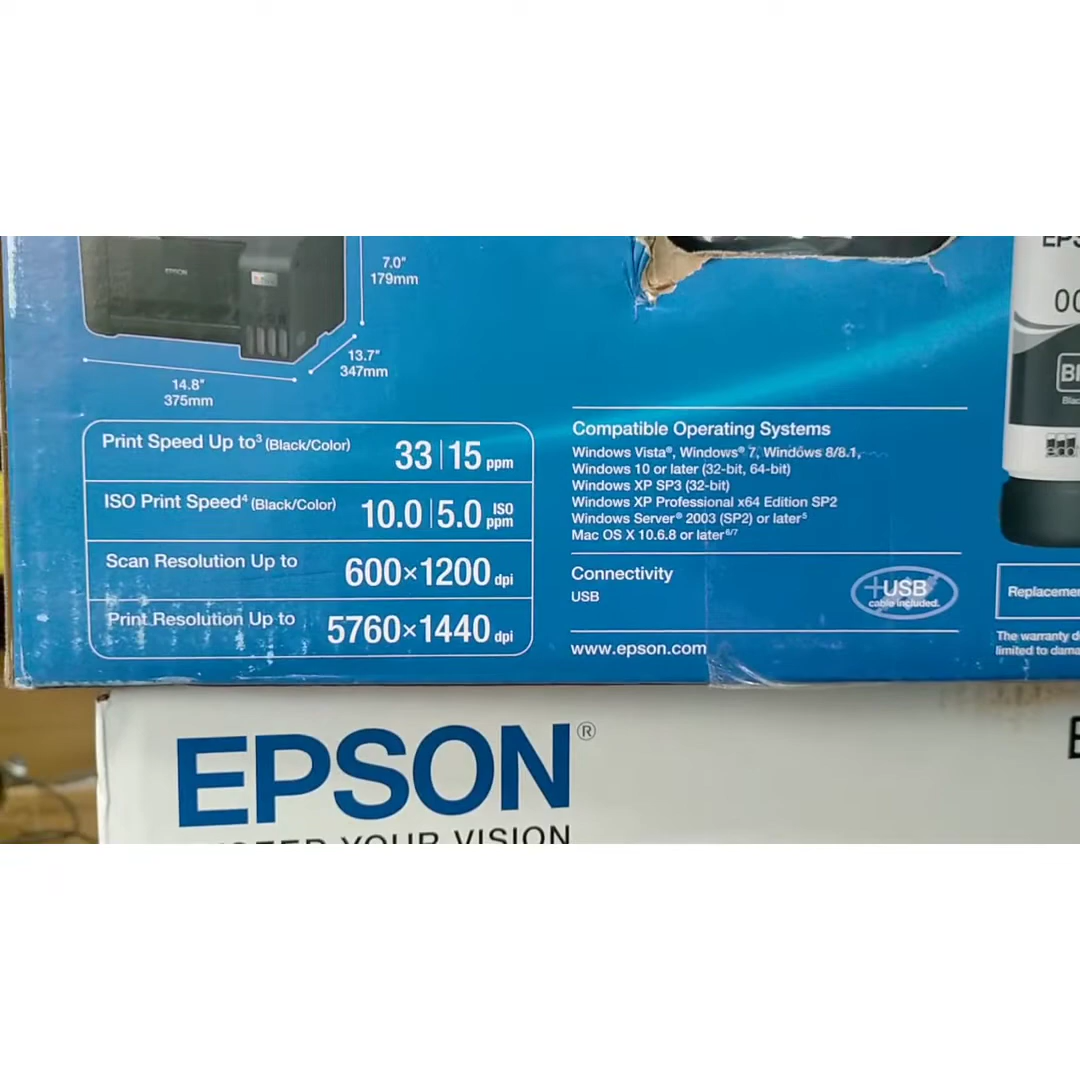 EPSON
7.0"
179mm
13.7"
347mm
14.8"
375mm
Print Speed Up to³ (Black/Color) 33 | 15 ppm
ISO Print Speed⁴ (Black/Color) 10.0 | 5.0 ISO ppm
Scan Resolution Up to 600×1200 dpi
Print Resolution Up to 5760×1440 dpi
Compatible Operating Systems
Windows Vista®, Windows® 7, Windows 8/8.1,
Windows 10 or later (32-bit, 64-bit)
Windows XP SP3 (32-bit)
Windows XP Professional x64 Edition SP2
Windows Server® 2003 (SP2) or later⁵
Mac OS X 10.6.8 or later⁶/⁷
Connectivity
USB
+USB
cable included.
www.epson.com
The warranty
limited to
EPSON®
YOUR VISION